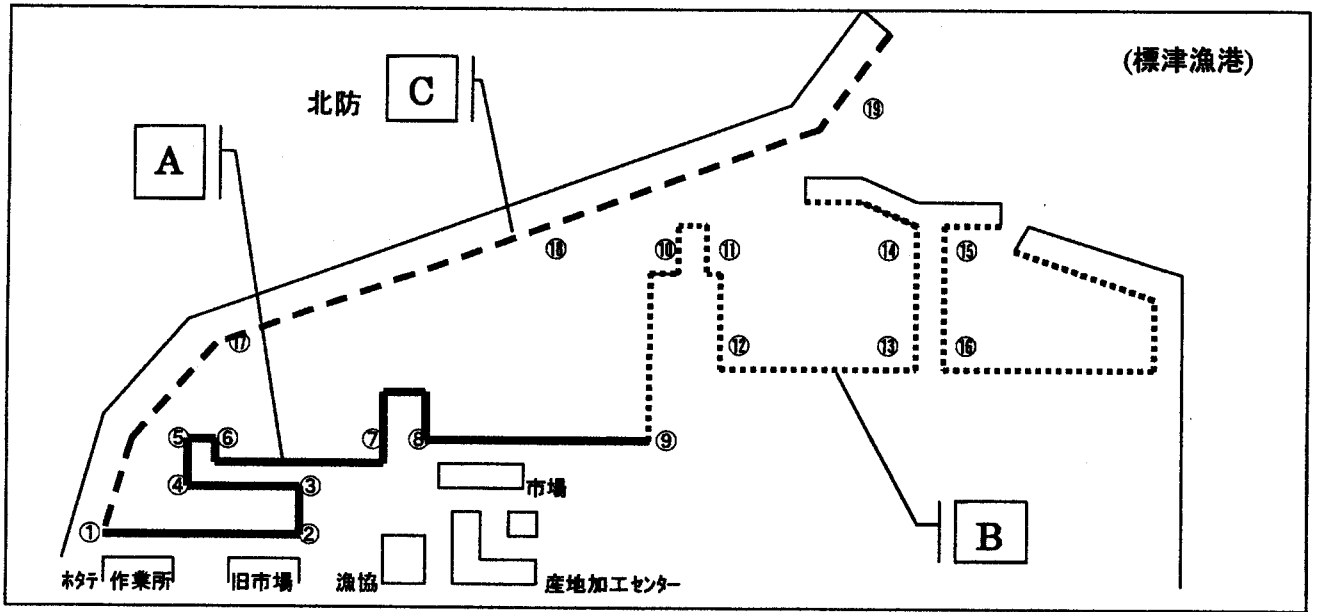 (標津漁港)
北防
C
A
⑲
⑱
⑩
⑪
⑭
⑮
⑰
⑫
⑬
⑯
⑤
⑥
⑦
⑧
⑨
④
③
市場
①
②
B
ホタテ 作業所
旧市場
漁協
産地加工センター